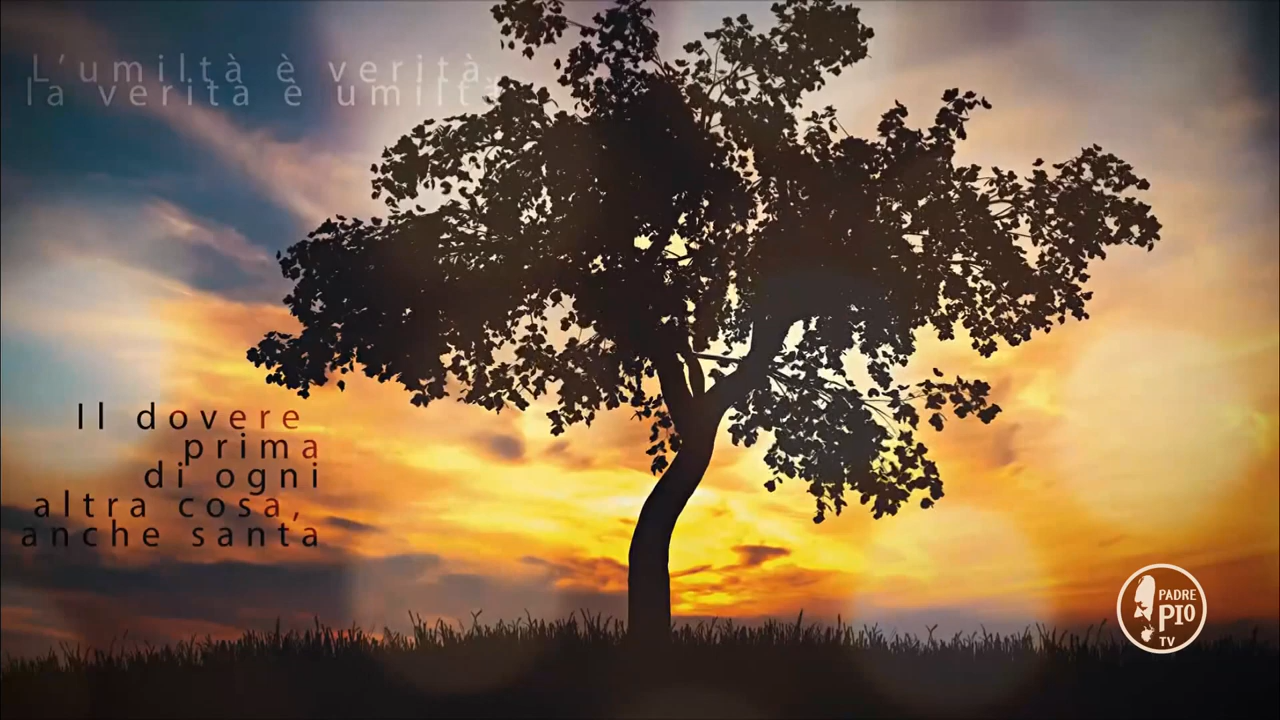 L'umiltà è verità,
la verità è umiltà
Il dovere
prima
di ogni
altra cosa,
anche santa
PADRE
PIO
TV